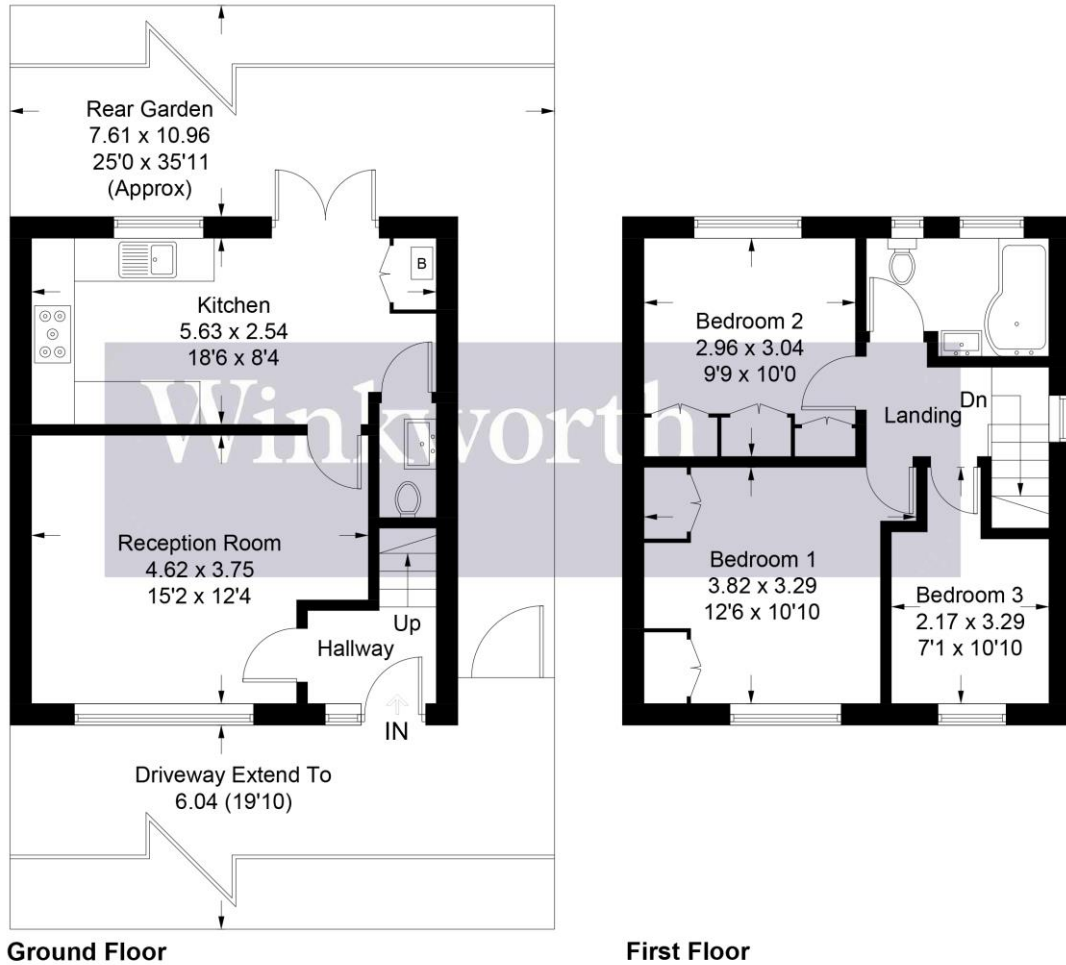 Rear Garden
7.61 x 10.96
25'0 x 35'11
(Approx)
B
Kitchen
5.63 x 2.54
18'6 x 8'4
Winkworth
Reception Room
4.62 x 3.75
15'2 x 12'4
Up
Hallway
IN
Driveway Extend To
6.04 (19'10)
Ground Floor
Bedroom 2
2.96 x 3.04
9'9 x 10'0
Dn
Landing
Bedroom 1
3.82 x 3.29
12'6 x 10'10
Bedroom 3
2.17 x 3.29
7'1 x 10'10
First Floor